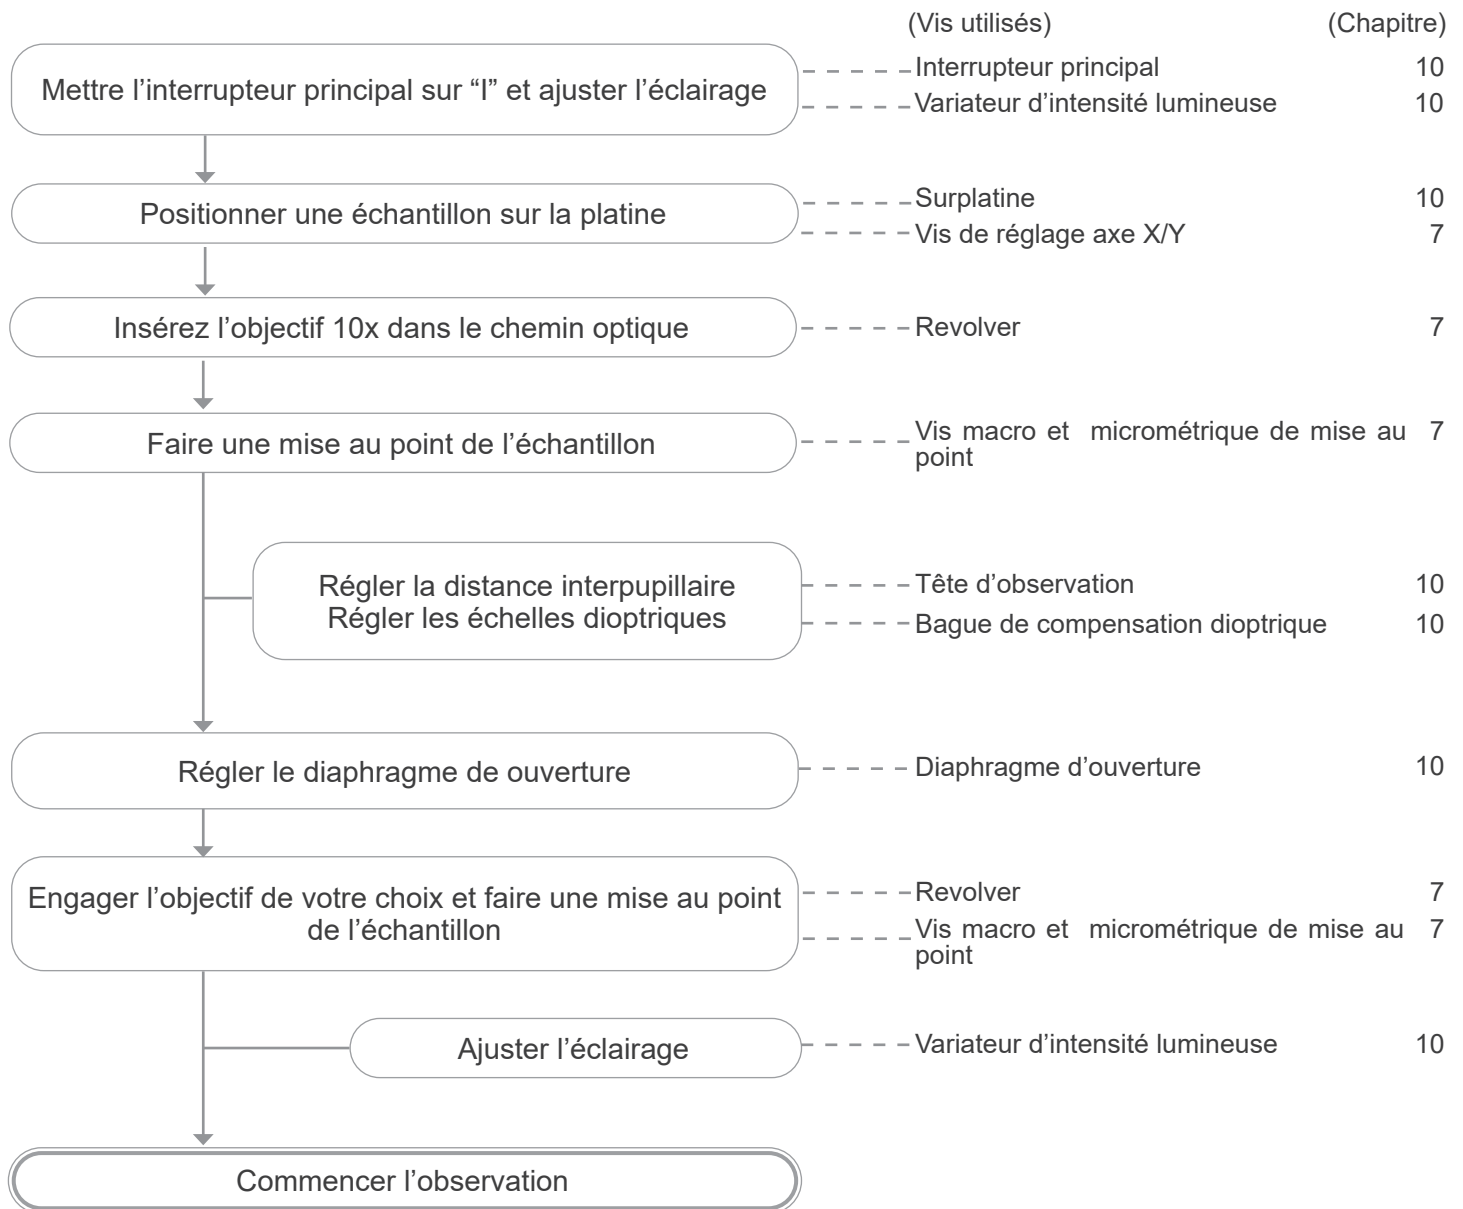 (Vis utilisés) (Chapitre)
Mettre l’interrupteur principal sur “I” et ajuster l’éclairage
Interrupteur principal 10
Variateur d’intensité lumineuse 10
Positionner une échantillon sur la platine
Surplatine 10
Vis de réglage axe X/Y 7
Insérez l’objectif 10x dans le chemin optique
Revolver 7
Faire une mise au point de l’échantillon
Vis macro et micrométrique de mise au 7
point
Régler la distance interpupillaire
Régler les échelles dioptriques
Tête d’observation 10
Bague de compensation dioptrique 10
Régler le diaphragme de ouverture
Diaphragme d’ouverture 10
Engager l’objectif de votre choix et faire une mise au point
de l’échantillon
Revolver 7
Vis macro et micrométrique de mise au 7
point
Ajuster l’éclairage
Variateur d’intensité lumineuse 10
Commencer l’observation